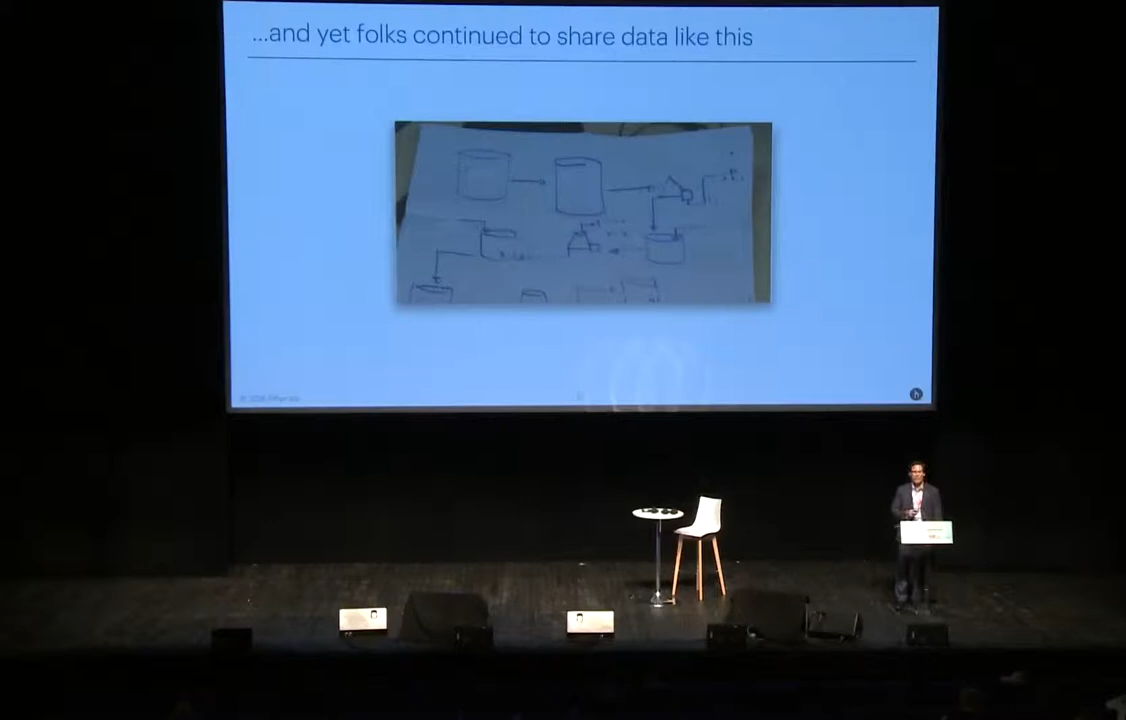 ...and yet folks continued to share data like this